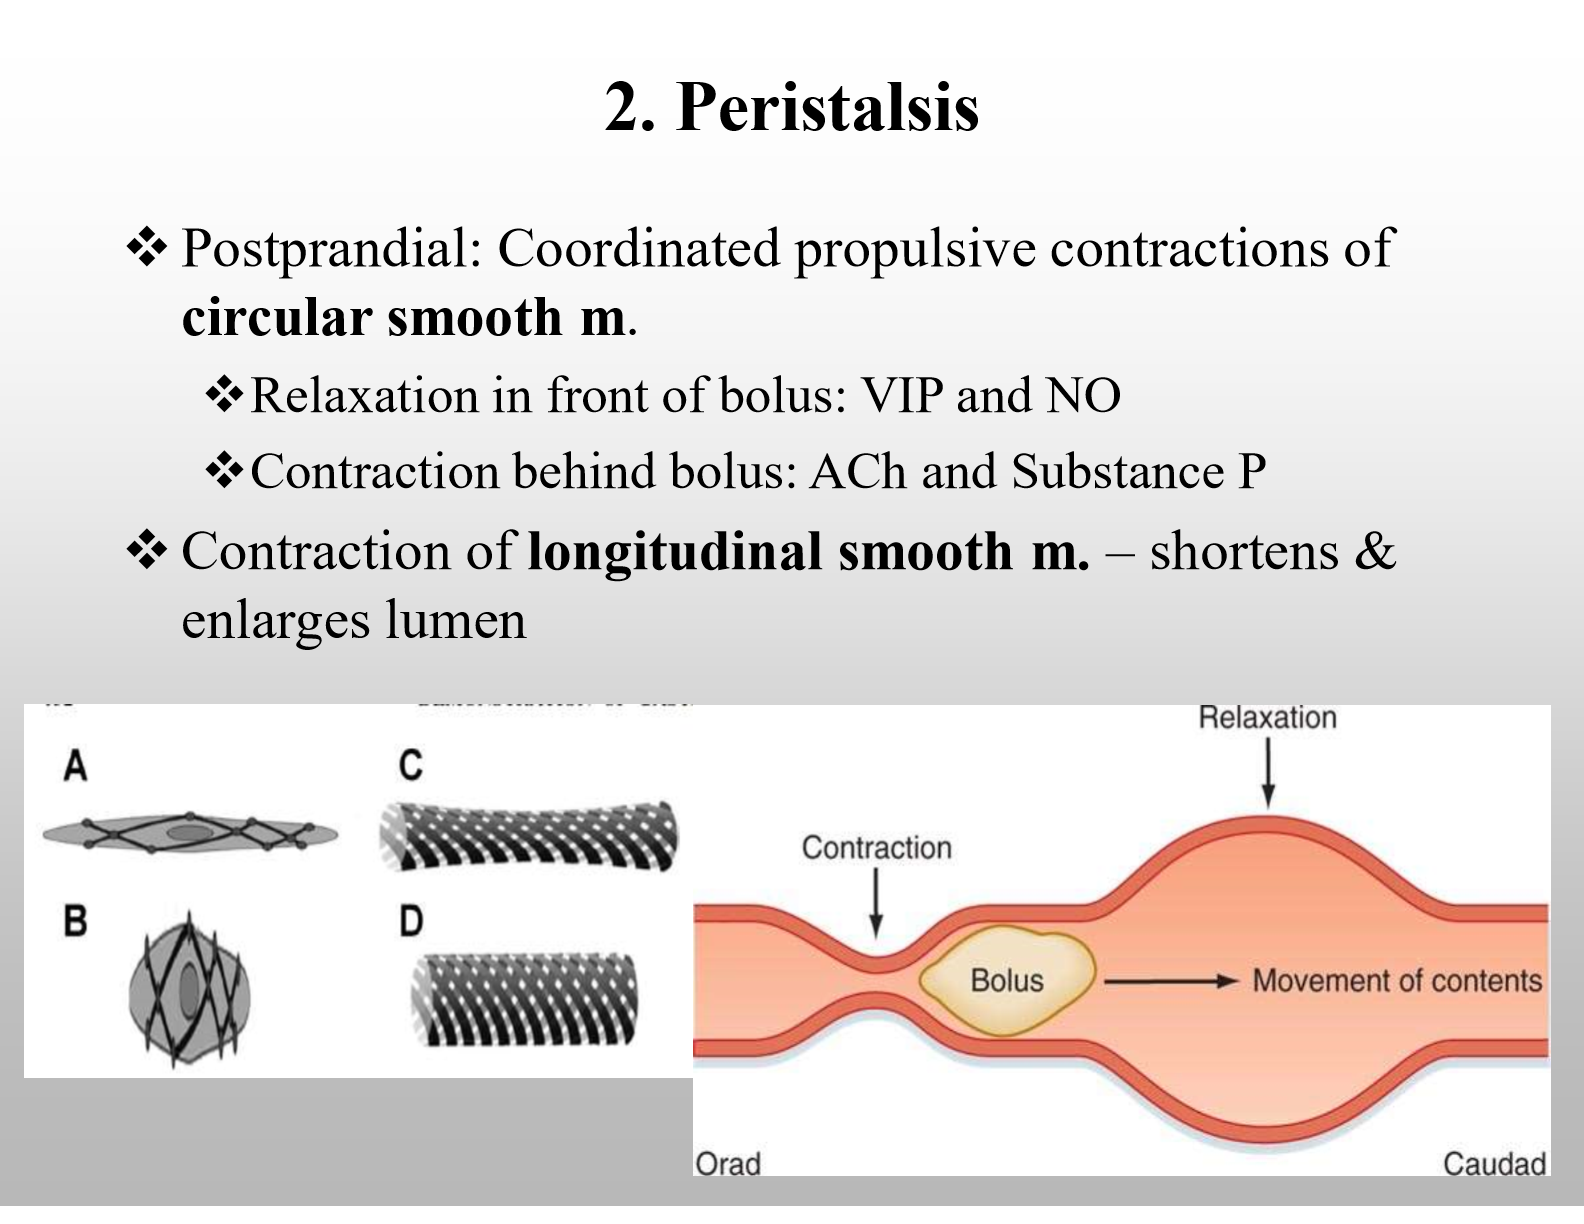 2. Peristalsis
❖ Postprandial: Coordinated propulsive contractions of
circular smooth m.
❖Relaxation in front of bolus: VIP and NO
❖Contraction behind bolus: ACh and Substance P
❖ Contraction of longitudinal smooth m. – shortens &
enlarges lumen
A
C
B
D
Relaxation
Contraction
Bolus
Movement of contents
Orad
Caudad